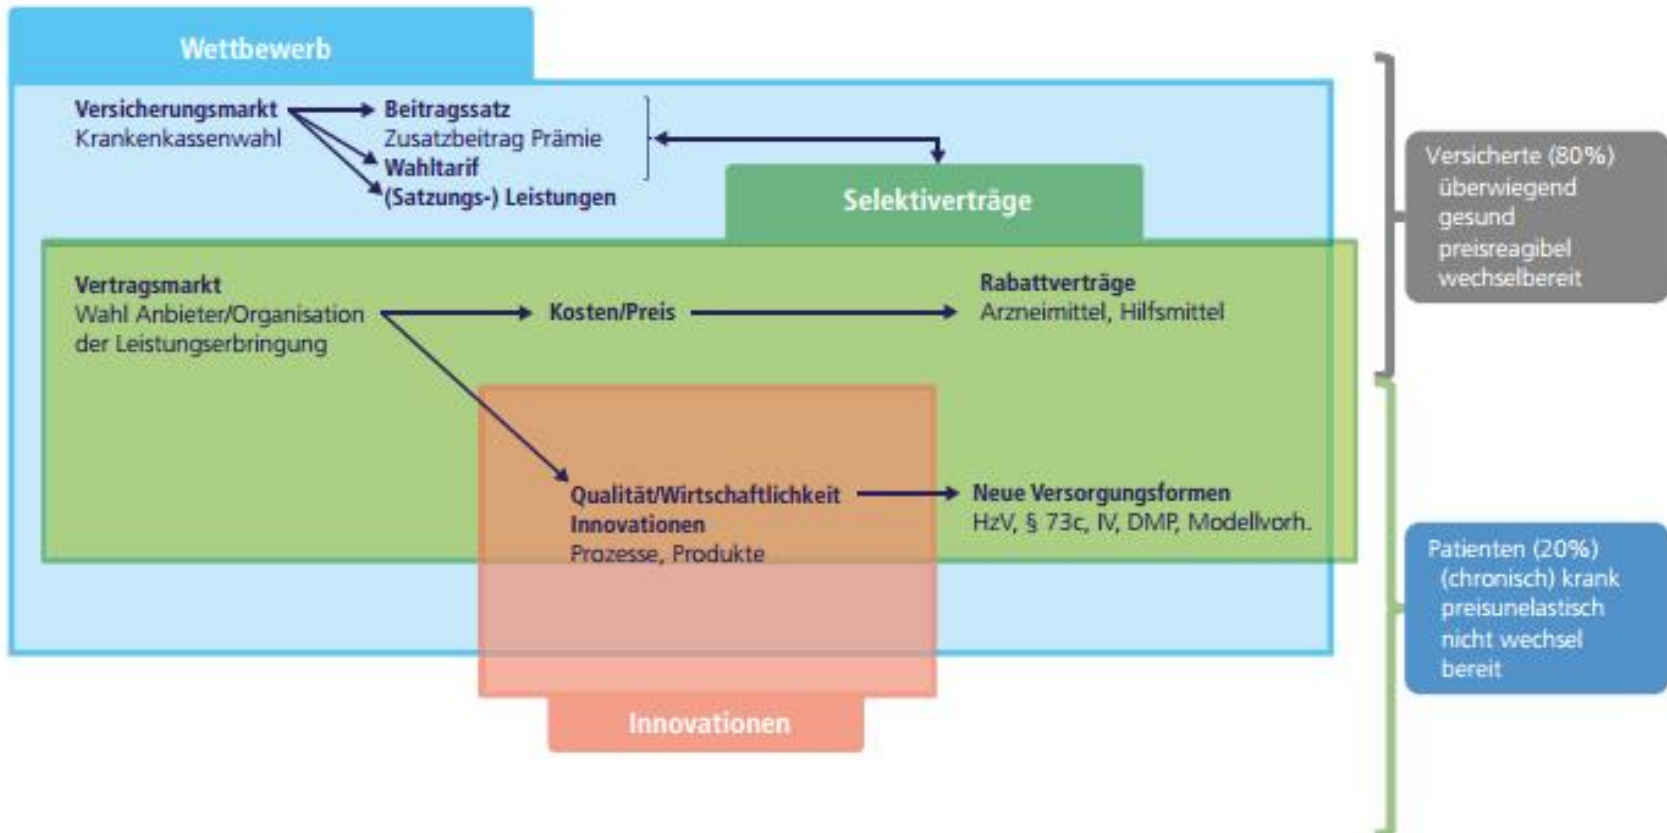 Wettbewerb
Versicherungsmarkt
Krankenkassenwahl
Beitragssatz
Zusatzbeitrag Prämie
Wahltarif
(Satzungs-) Leistungen
Selektiverträge
Vertragsmarkt
Wahl Anbieter/Organisation
der Leistungserbringung
Kosten/Preis
Rabattverträge
Arzneimittel, Hilfsmittel
Qualität/Wirtschaftlichkeit
Innovationen
Prozesse, Produkte
Neue Versorgungsformen
HzV, § 73c, IV, DMP, Modellvorh.
Innovationen
Versicherte (80%)
überwiegend
gesund
preisreagibel
wechselbereit
Patienten (20%)
(chronisch) krank
preisunelastisch
nicht wechsel
bereit